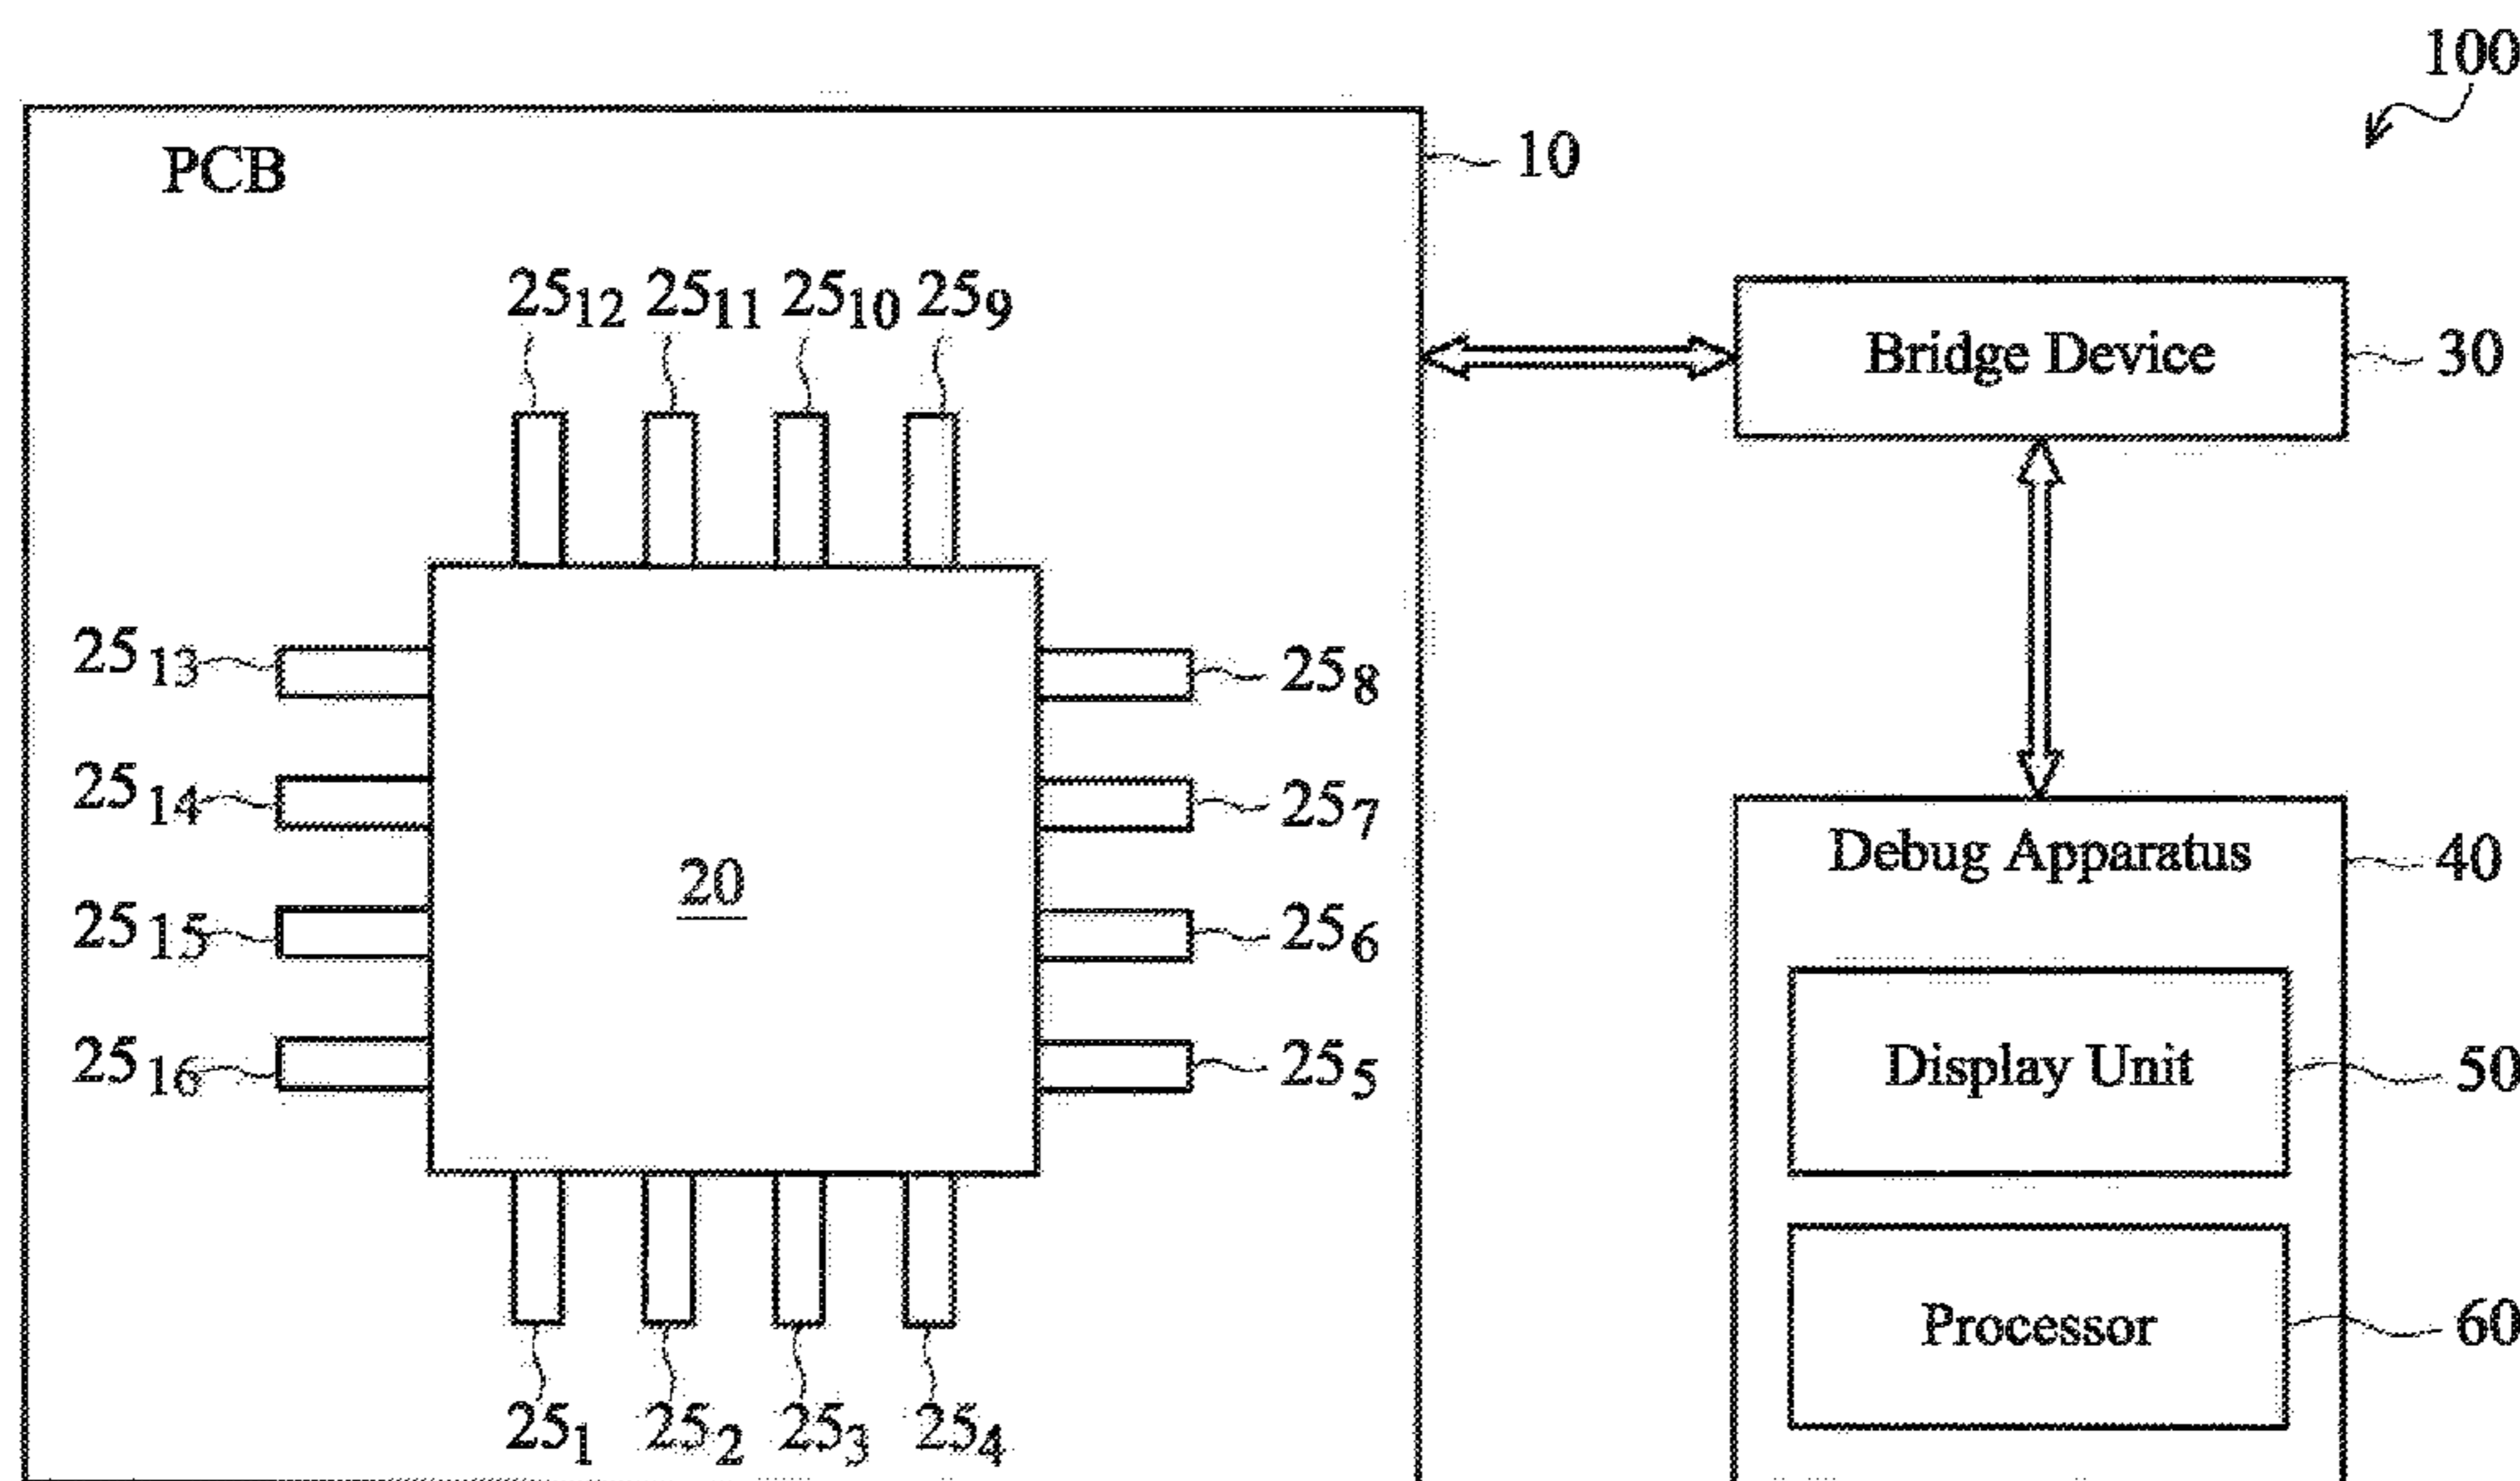 100
PCB
10
25₁₂ 25₁₁ 25₁₀ 25₉
Bridge Device
30
25₁₃
25₈
25₁₄
25₇
20
Debug Apparatus
40
25₁₅
25₆
25₁₆
25₅
Display Unit
50
Processor
60
25₁ 25₂ 25₃ 25₄